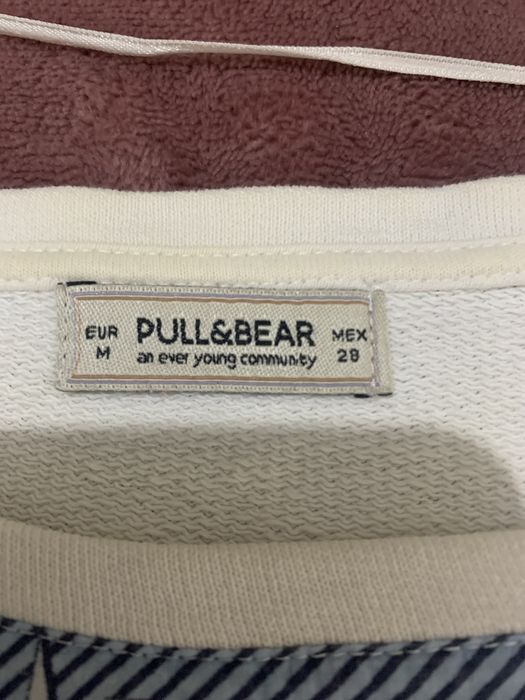 EUR PULL&BEAR MEX
M an ever young community 28